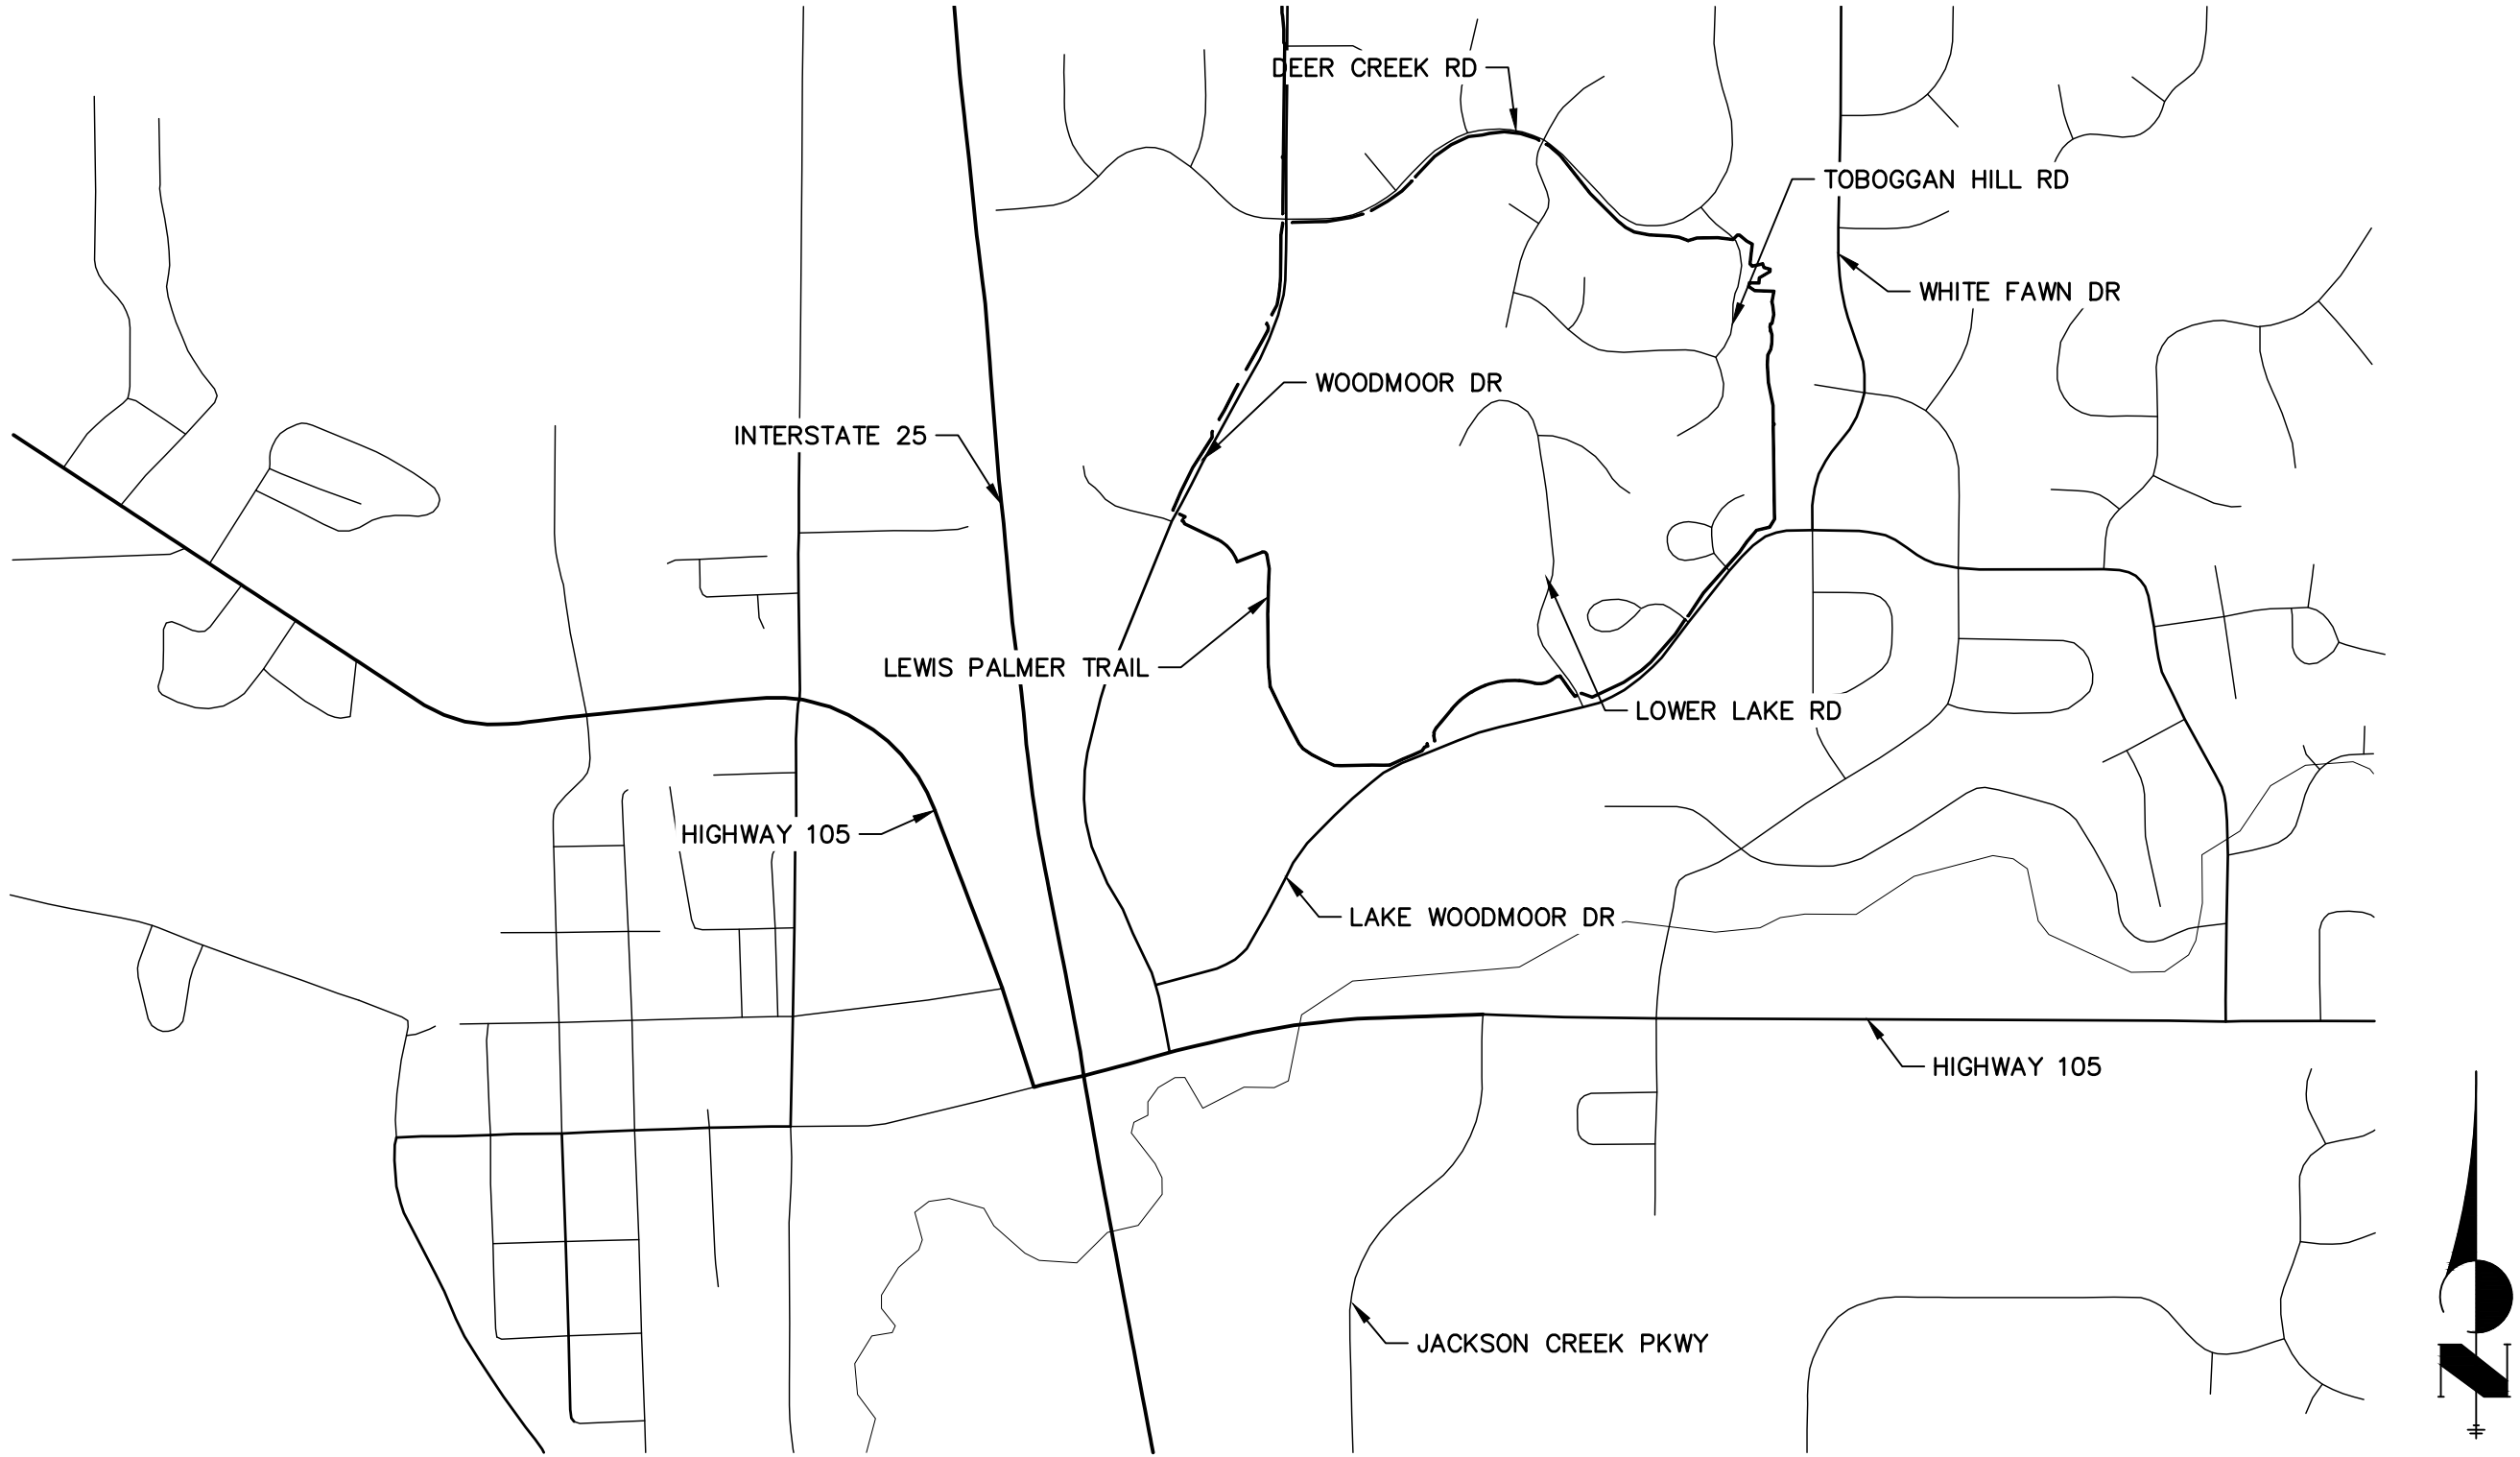 DEER CREEK RD
TOBOGGAN HILL RD
WHITE FAWN DR
WOODMOOR DR
INTERSTATE 25
LEWIS PALMER TRAIL
LOWER LAKE RD
HIGHWAY 105
LAKE WOODMOOR DR
HIGHWAY 105
JACKSON CREEK PKWY
N